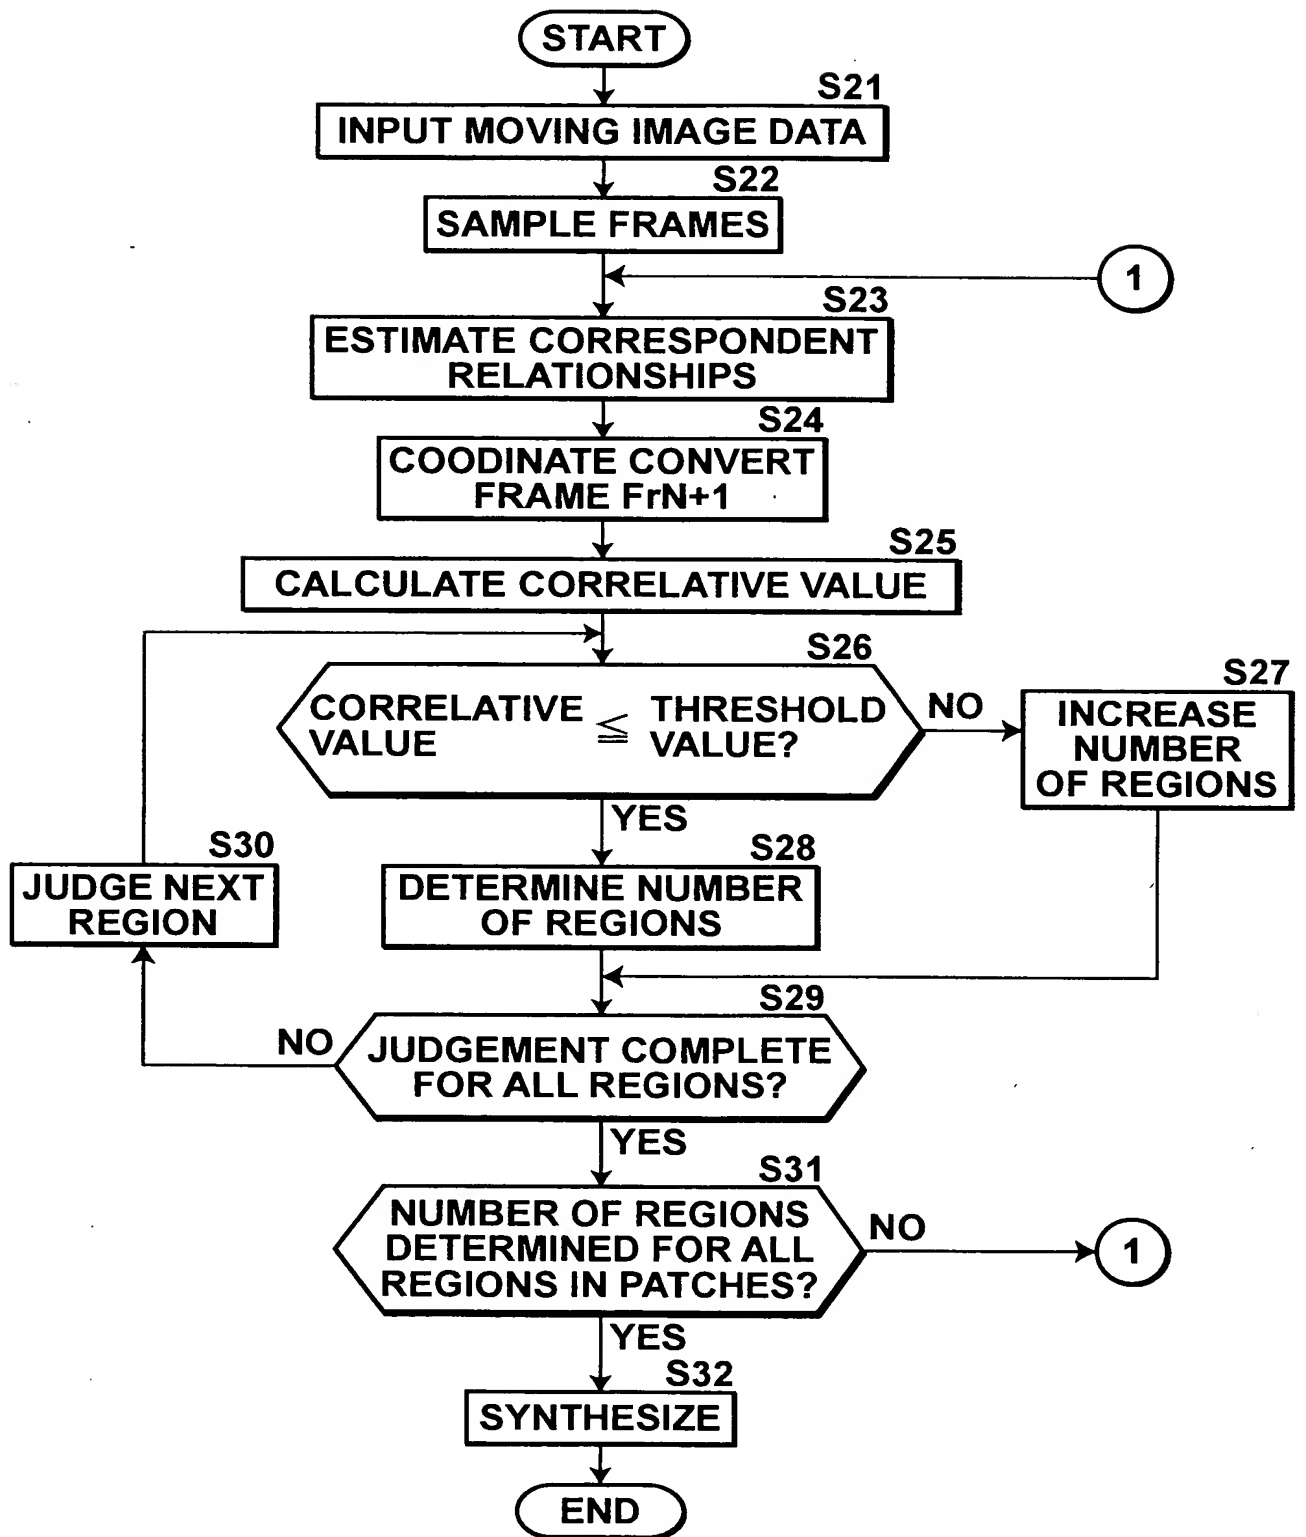 START
S21
INPUT MOVING IMAGE DATA
S22
SAMPLE FRAMES
1
S23
ESTIMATE CORRESPONDENT
RELATIONSHIPS
S24
COODINATE CONVERT
FRAME FrN+1
S25
CALCULATE CORRELATIVE VALUE
S26
CORRELATIVE
VALUE
≦
THRESHOLD
VALUE?
NO
S27
INCREASE
NUMBER
OF REGIONS
YES
S28
DETERMINE NUMBER
OF REGIONS
S30
JUDGE NEXT
REGION
S29
JUDGEMENT COMPLETE
FOR ALL REGIONS?
NO
YES
S31
NUMBER OF REGIONS
DETERMINED FOR ALL
REGIONS IN PATCHES?
NO
1
YES
S32
SYNTHESIZE
END